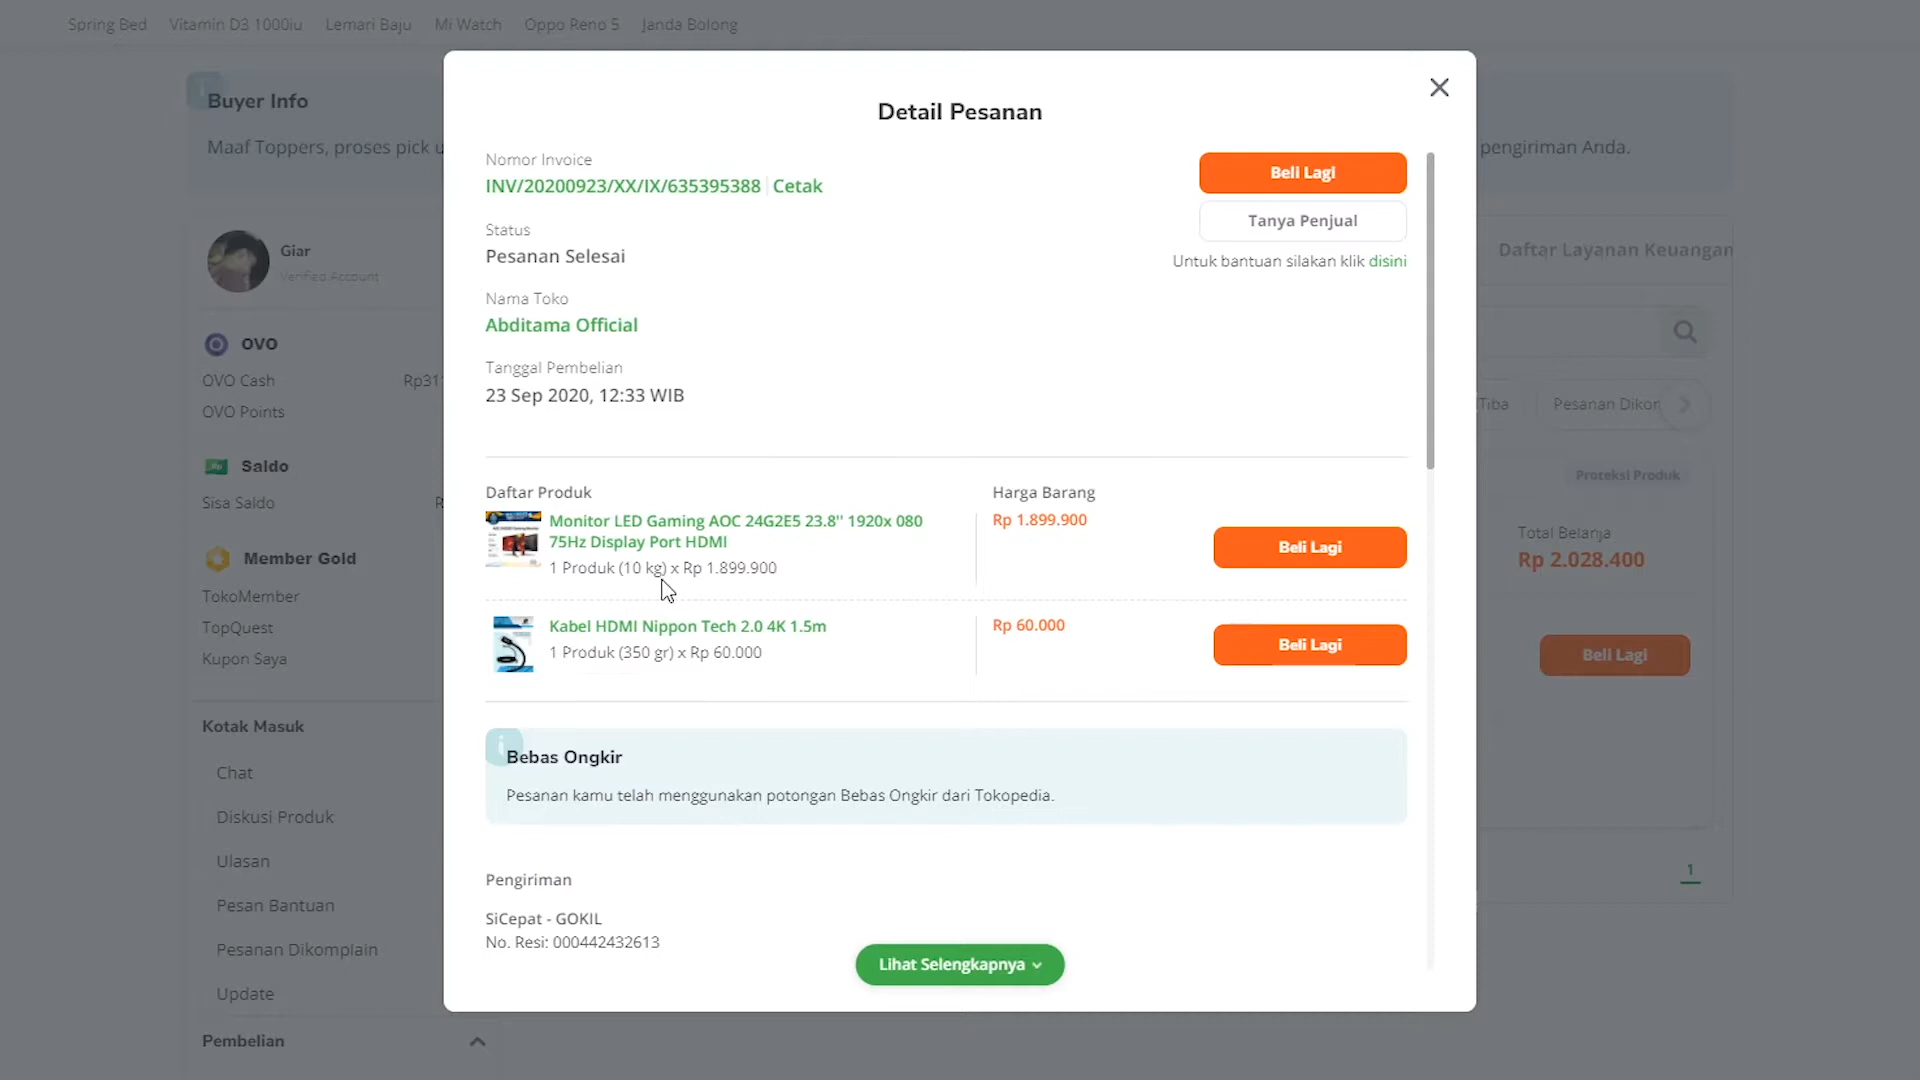 Spring Bed Vitamin D3 1000iu Lemari Baju Mi Watch Oppo Reno 5 Janda Bolong
Buyer Info
Maaf Toppers, proses pick
pengiriman Anda.
Giar
Verified Account
OVO
OVO Cash
OVO Points
Saldo
Sisa Saldo
Member Gold
TokoMember
TopQuest
Kupon Saya
Kotak Masuk
Chat
Diskusi Produk
Ulasan
Pesan Bantuan
Pesanan Dikomplain
Update
Pembelian
Detail Pesanan
Nomor Invoice
INV/20200923/XX/IX/635395388 Cetak
Status
Pesanan Selesai
Nama Toko
Abditama Official
Tanggal Pembelian
23 Sep 2020, 12:33 WIB
Beli Lagi
Tanya Penjual
Untuk bantuan silakan klik disini
Daftar Produk
Harga Barang
Monitor LED Gaming AOC 24G2E5 23.8'' 1920x 080
75Hz Display Port HDMI
1 Produk (10 kg) x Rp 1.899.900
Rp 1.899.900
Beli Lagi
Kabel HDMI Nippon Tech 2.0 4K 1.5m
1 Produk (350 gr) x Rp 60.000
Rp 60.000
Beli Lagi
Bebas Ongkir
Pesanan kamu telah menggunakan potongan Bebas Ongkir dari Tokopedia.
Pengiriman
SiCepat - GOKIL
No. Resi: 000442432613
Lihat Selengkapnya
Daftar Layanan Keuangan
Tiba
Pesanan Dikor
Proteksi Produk
Total Belanja
Rp 2.028.400
Beli Lagi
1